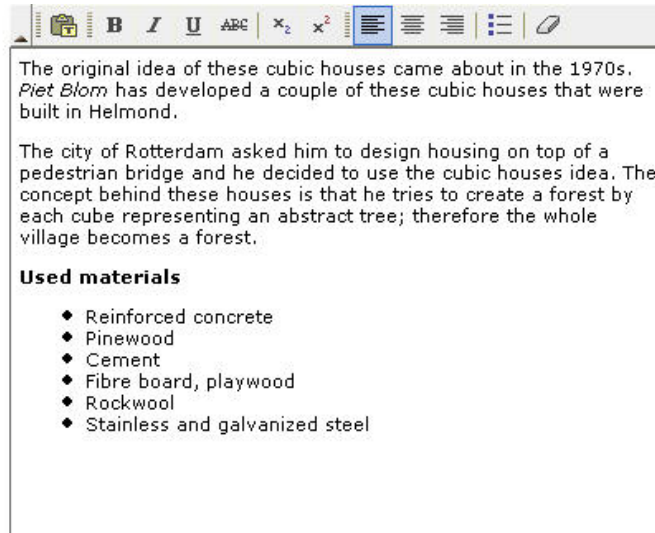 B I U ABC x2 x2
The original idea of these cubic houses came about in the 1970s.
Piet Blom has developed a couple of these cubic houses that were
built in Helmond.
The city of Rotterdam asked him to design housing on top of a
pedestrian bridge and he decided to use the cubic houses idea. The
concept behind these houses is that he tries to create a forest by
each cube representing an abstract tree; therefore the whole
village becomes a forest.
Used materials
Reinforced concrete
Pinewood
Cement
Fibre board, playwood
Rockwool
Stainless and galvanized steel